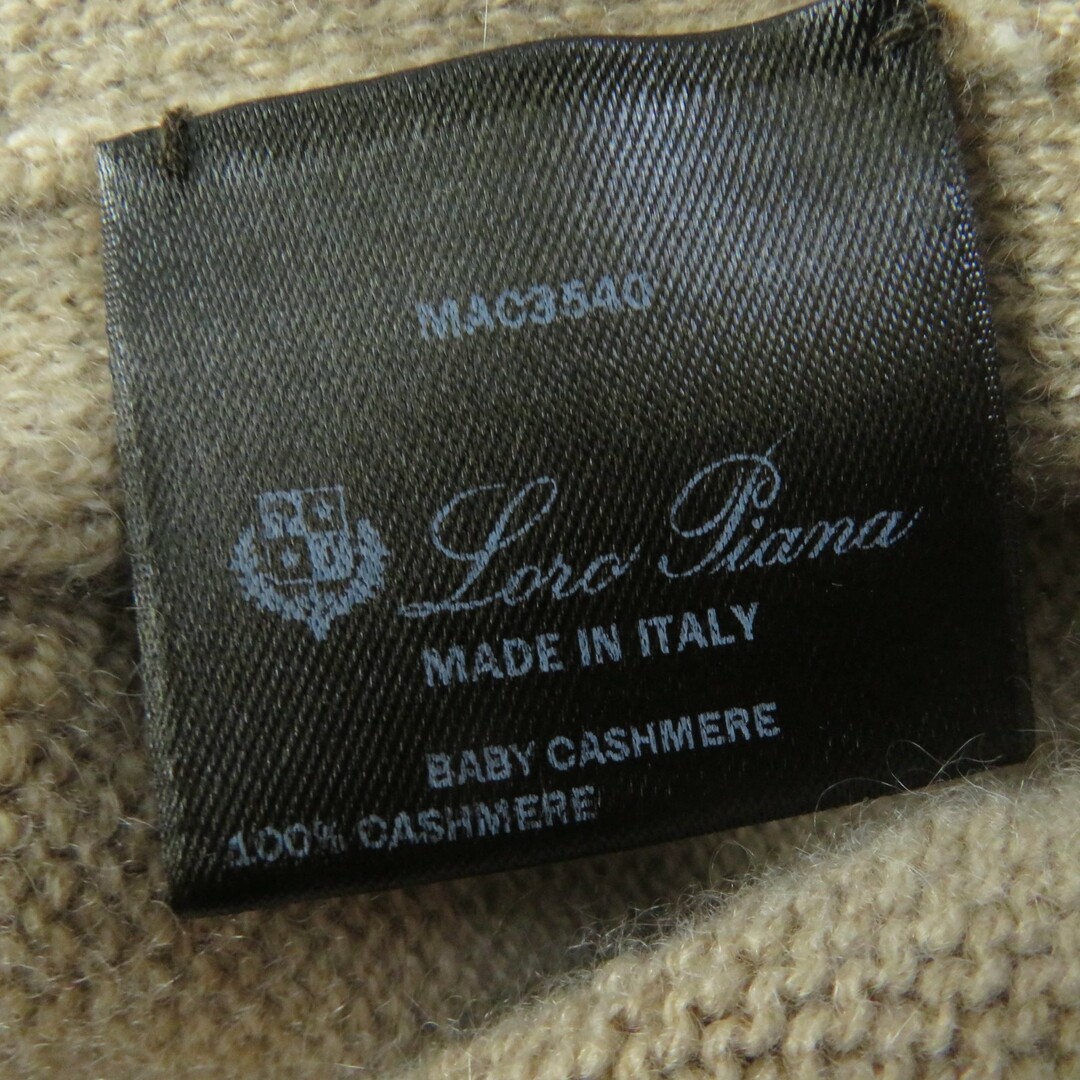 MAC3540
Loro Piana
MADE IN ITALY
BABY CASHMERE
100% CASHMERE